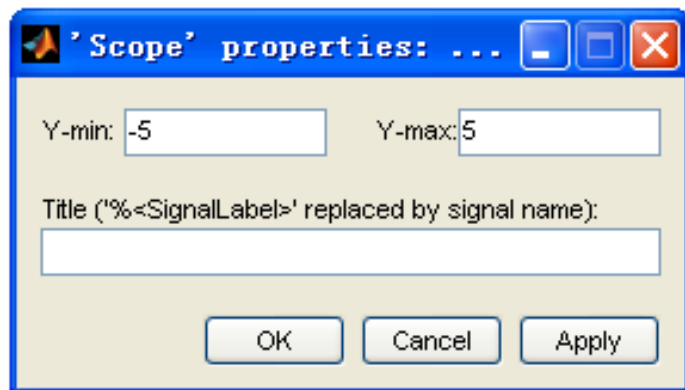 'Scope' properties: ...
Y-min: -5 Y-max: 5
Title ('%<SignalLabel>' replaced by signal name):
OK Cancel Apply